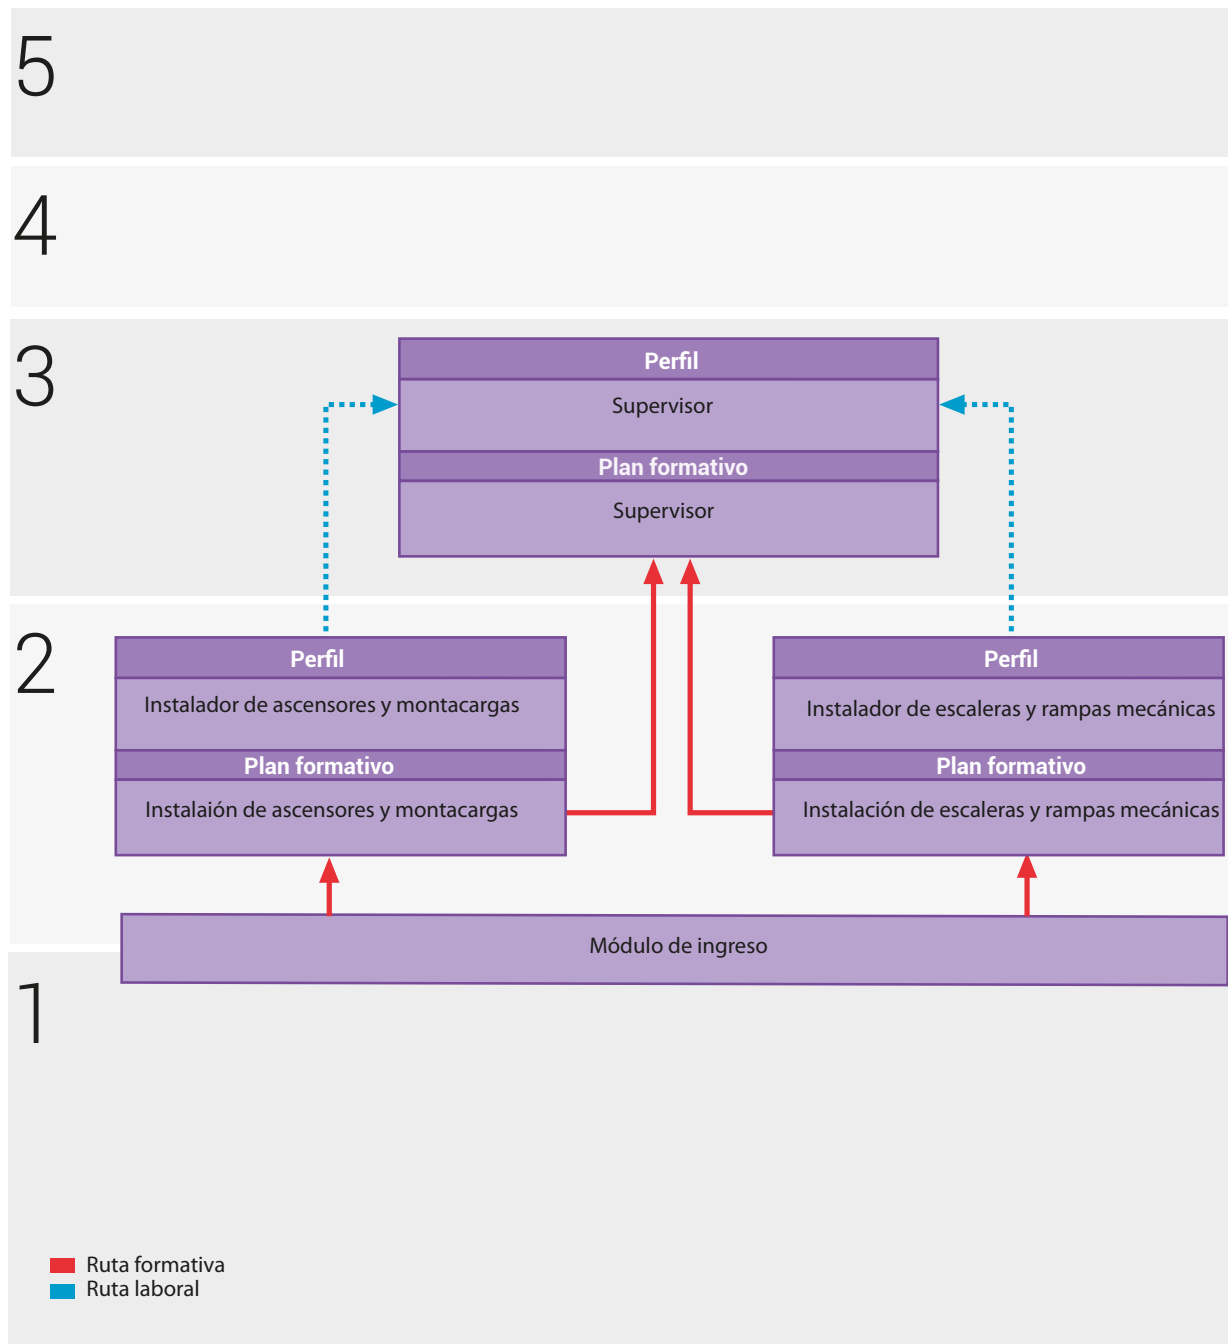 5
4
3
Perfil
Supervisor
Plan formativo
Supervisor
2
Perfil
Instalador de ascensores y montacargas
Plan formativo
Instalaión de ascensores y montacargas
Perfil
Instalador de escaleras y rampas mecánicas
Plan formativo
Instalación de escaleras y rampas mecánicas
Módulo de ingreso
1
Ruta formativa
Ruta laboral